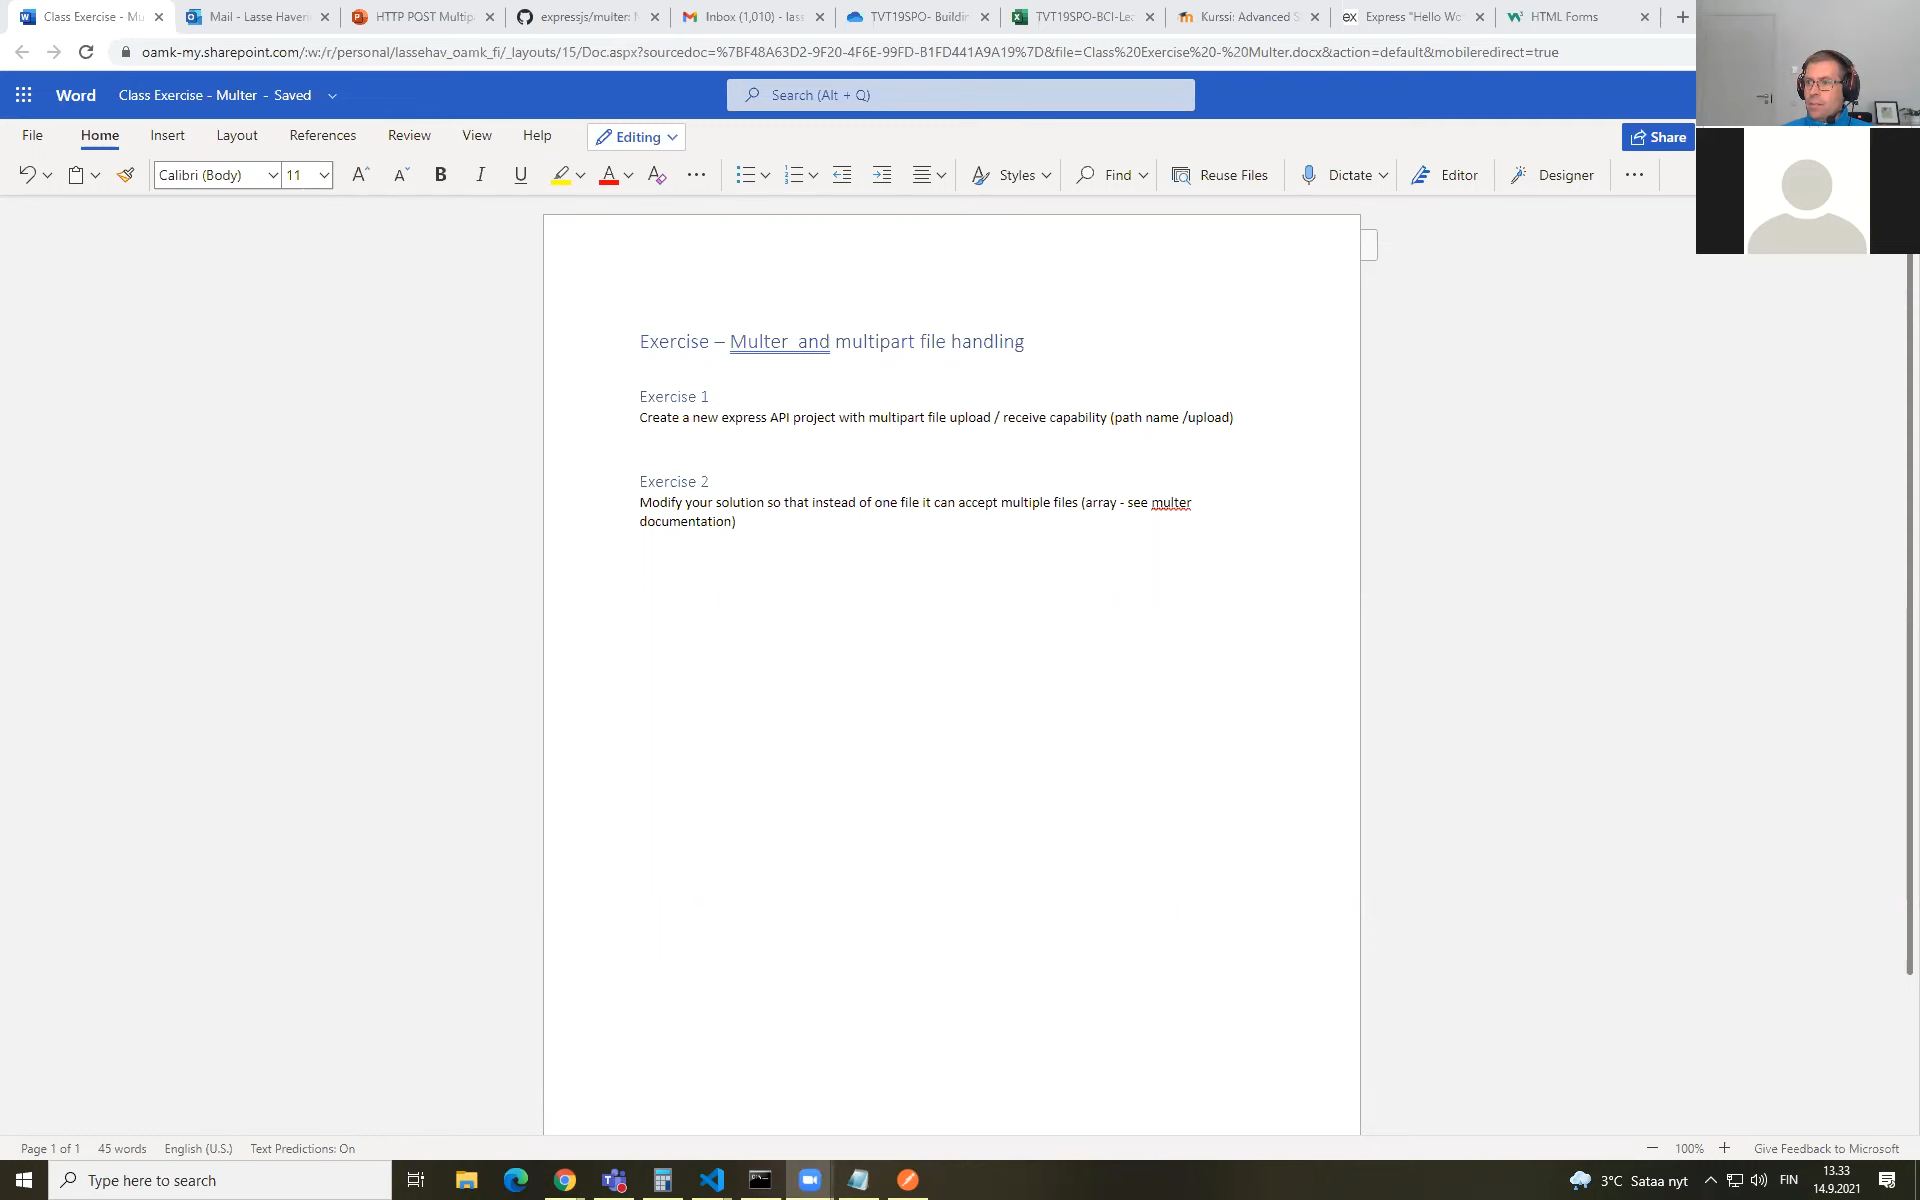 Class Exercise - Mu
Mail - Lasse Haverin
HTTP POST Multip
expressjs/multer: N
Inbox (1,010) - lass
TVT19SPO- Buildin
TVT19SPO-BCI-Lea
Kurssi: Advanced S
Express "Hello Wo
HTML Forms
oamk-my.sharepoint.com/:w:/r/personal/lassehav_oamk_fi/_layouts/15/Doc.aspx?sourcedoc=%7BF48A63D2-9F20-4F6E-99FD-B1FD441A9A19%7D&file=Class%20Exercise%20-%20Multer.docx&action=default&mobileredirect=true
Word
Class Exercise - Multer - Saved
Search (Alt + Q)
File Home Insert Layout References Review View Help Editing Share
Calibri (Body) 11 A A B I U A A Styles Find Reuse Files Dictate Editor Designer
Exercise – Multer and multipart file handling
Exercise 1
Create a new express API project with multipart file upload / receive capability (path name /upload)
Exercise 2
Modify your solution so that instead of one file it can accept multiple files (array - see multer
documentation)
Page 1 of 1 45 words English (U.S.) Text Predictions: On 100% Give Feedback to Microsoft
Type here to search
3°C Sataa nyt FIN 13.33
14.9.2021